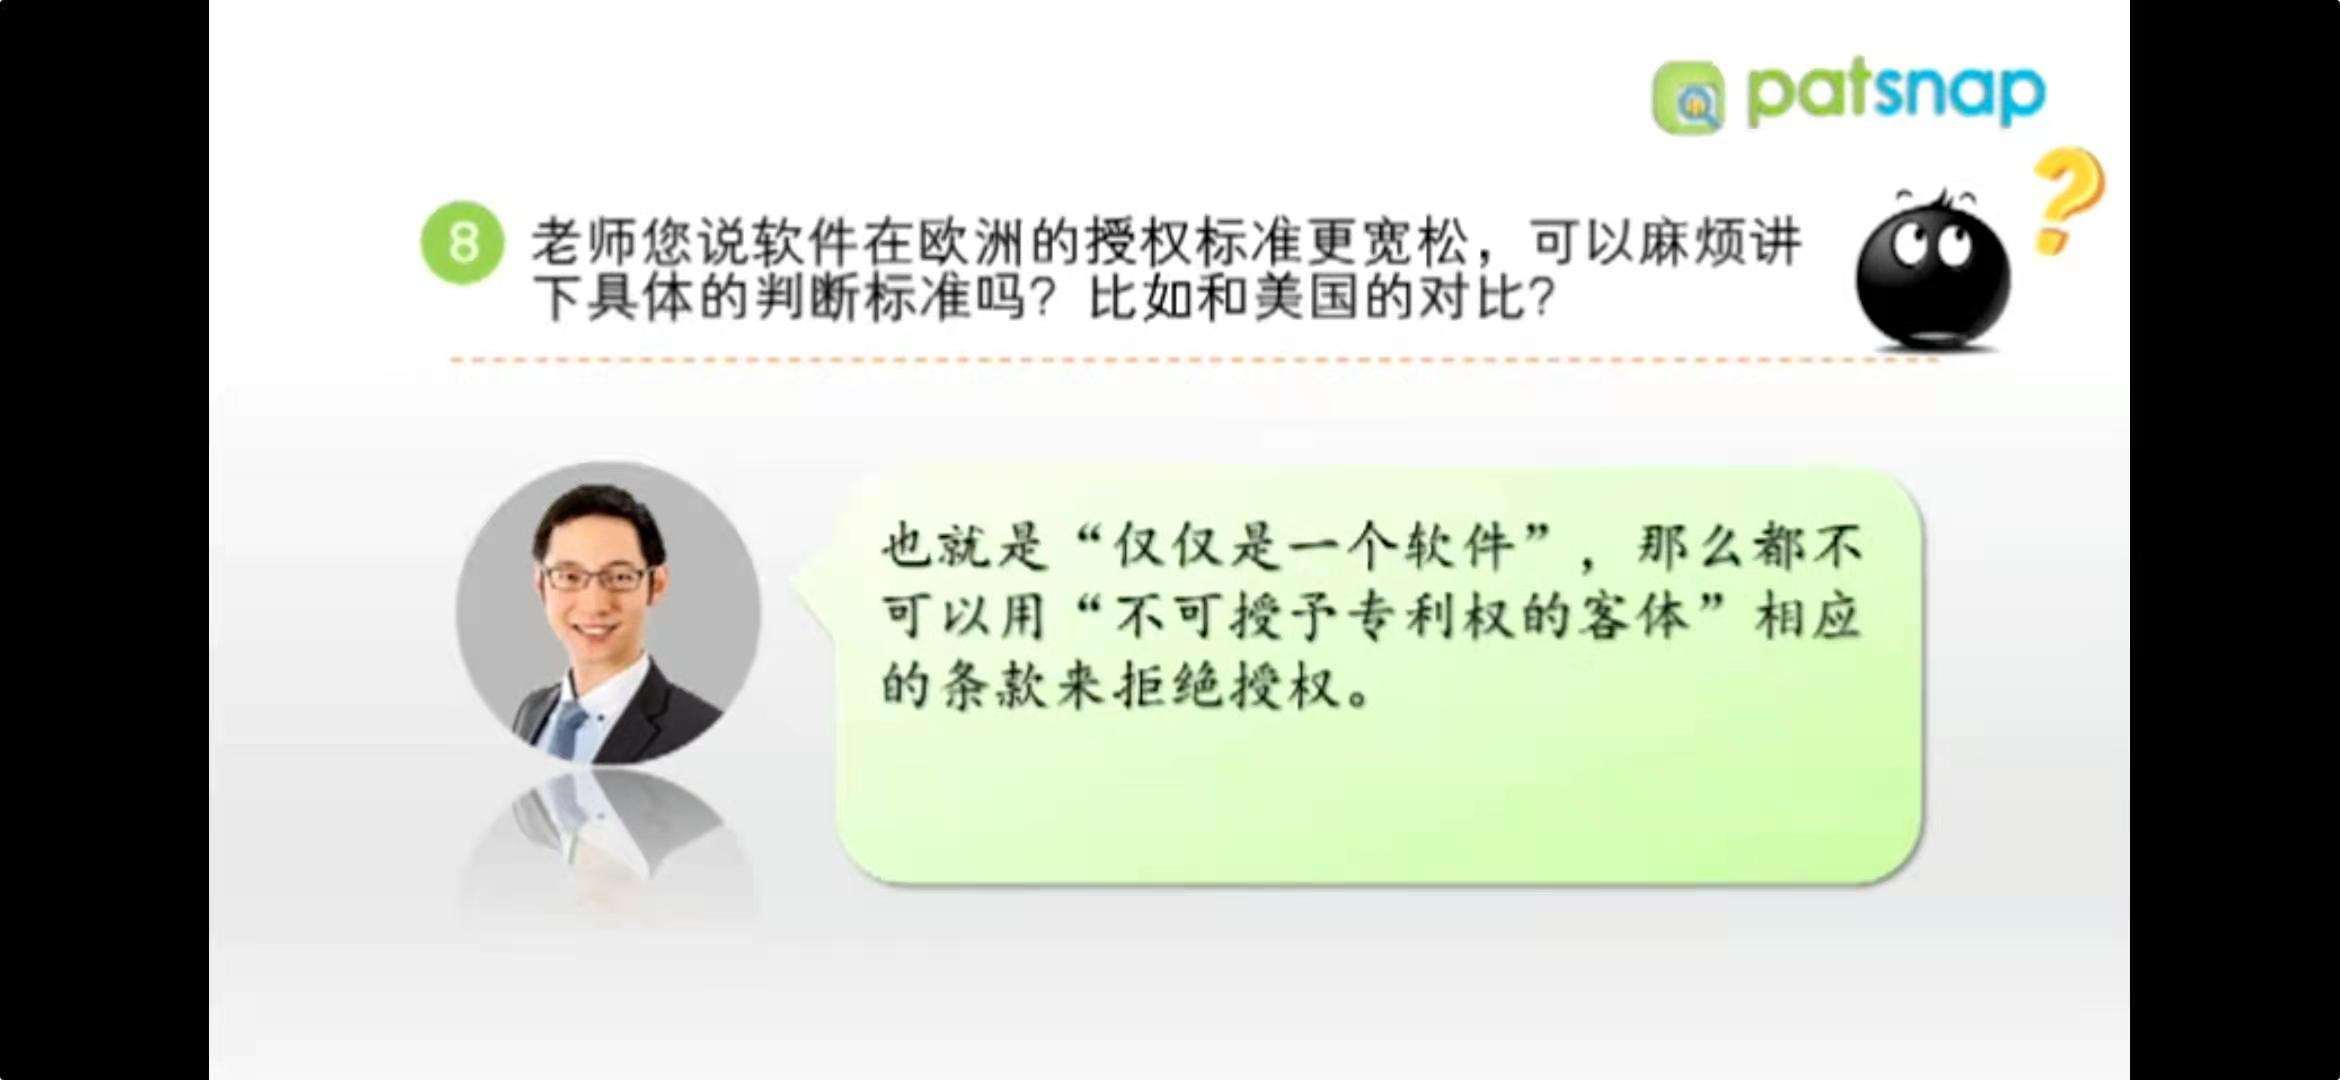 patsnap
8 老师您说软件在欧洲的授权标准更宽松，可以麻烦讲
下具体的判断标准吗？比如和美国的对比？
也就是“仅仅是一个软件”，那么都不
可以用“不可授予专利权的客体”相应
的条款来拒绝授权。